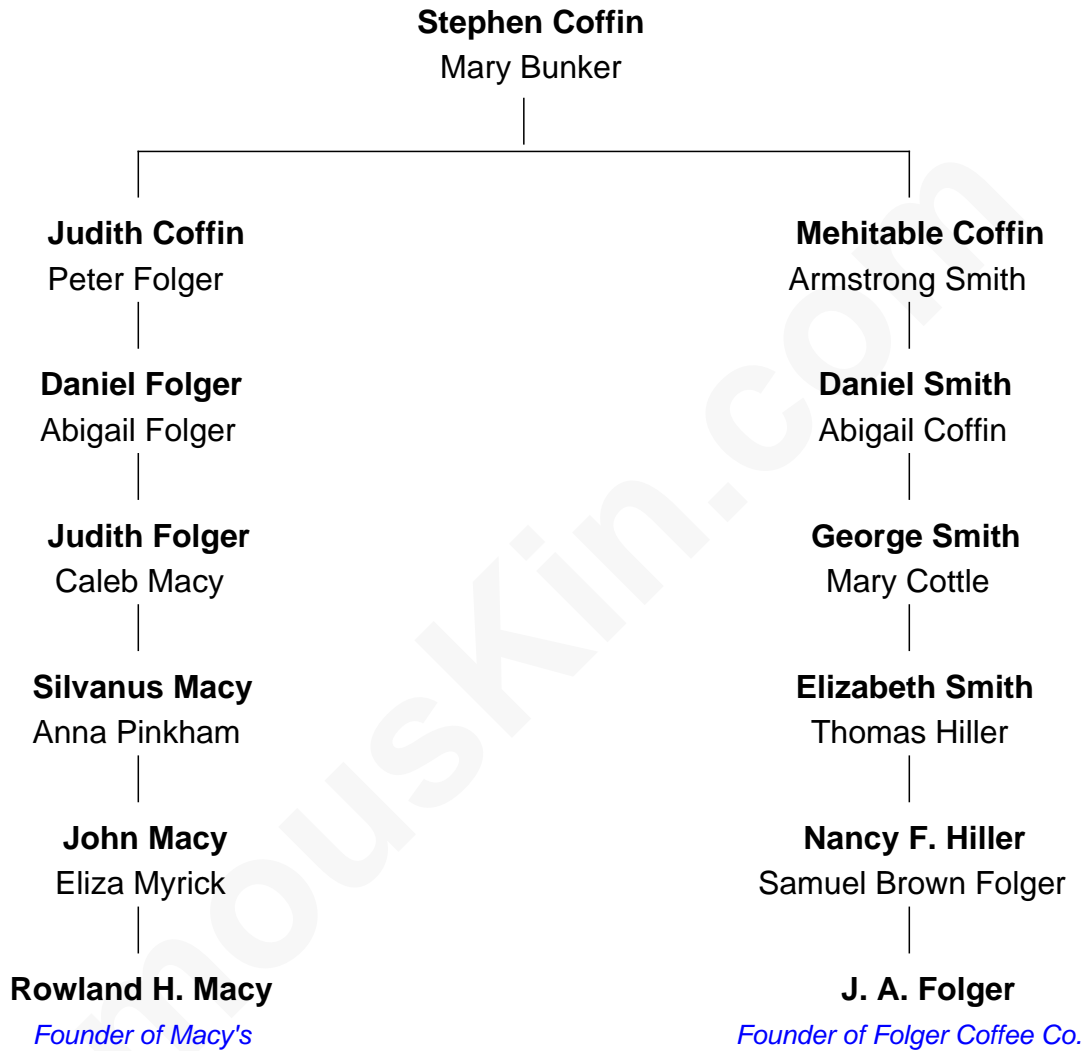 Stephen Coffin
Mary Bunker
Judith Coffin
Peter Folger
Mehitable Coffin
Armstrong Smith
Daniel Folger
Abigail Folger
Daniel Smith
Abigail Coffin
Judith Folger
Caleb Macy
George Smith
Mary Cottle
Silvanus Macy
Anna Pinkham
Elizabeth Smith
Thomas Hiller
John Macy
Eliza Myrick
Nancy F. Hiller
Samuel Brown Folger
Rowland H. Macy
Founder of Macy's
J. A. Folger
Founder of Folger Coffee Co.
mousKin.com